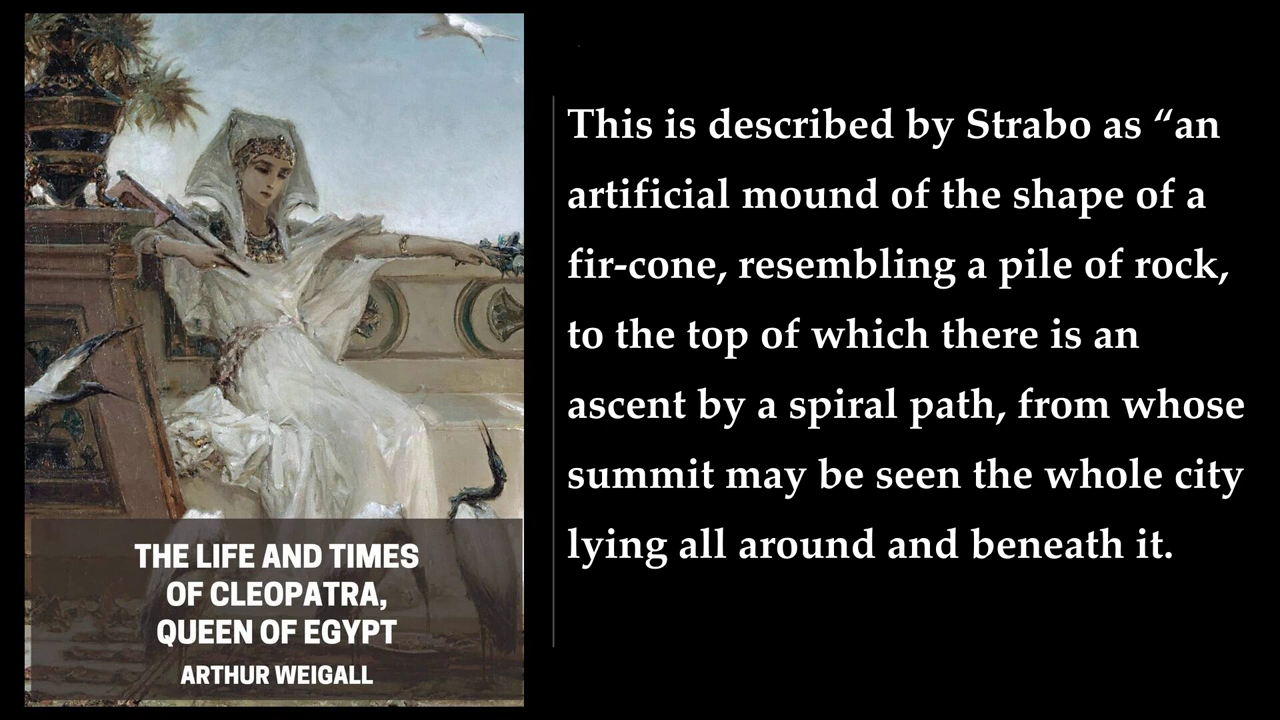 This is described by Strabo as “an
artificial mound of the shape of a
fir-cone, resembling a pile of rock,
to the top of which there is an
ascent by a spiral path, from whose
summit may be seen the whole city
lying all around and beneath it.
THE LIFE AND TIMES
OF CLEOPATRA,
QUEEN OF EGYPT
ARTHUR WEIGALL